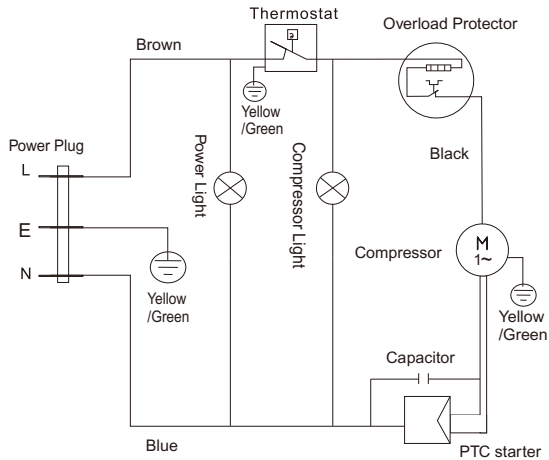 Thermostat
Overload Protector
Brown
Yellow
/Green
Power Plug
L
Power Light
Compressor Light
Black
E
M
1~
Compressor
N
Yellow
/Green
Yellow
/Green
Capacitor
Blue
PTC starter